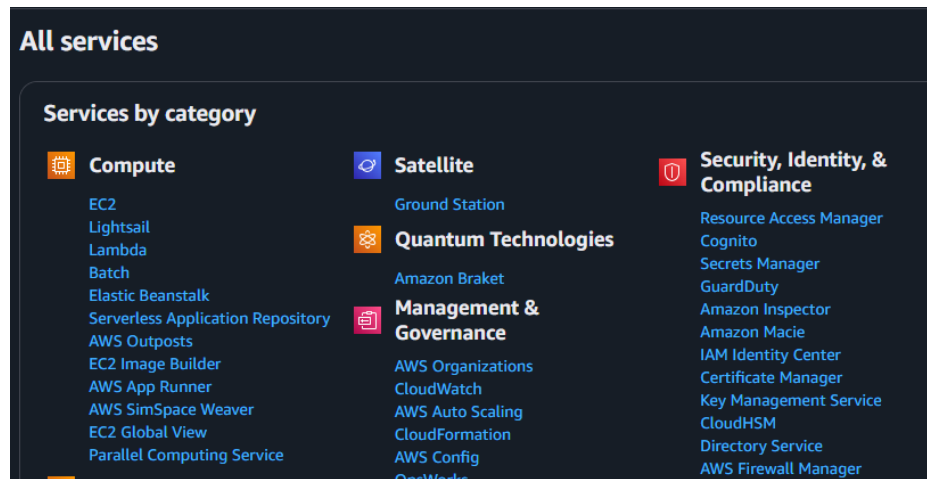 All services
Services by category
Compute
EC2
Lightsail
Lambda
Batch
Elastic Beanstalk
Serverless Application Repository
AWS Outposts
EC2 Image Builder
AWS App Runner
AWS SimSpace Weaver
EC2 Global View
Parallel Computing Service
Satellite
Ground Station
Quantum Technologies
Amazon Braket
Management &
Governance
AWS Organizations
CloudWatch
AWS Auto Scaling
CloudFormation
AWS Config
OpsWorks
Security, Identity, &
Compliance
Resource Access Manager
Cognito
Secrets Manager
GuardDuty
Amazon Inspector
Amazon Macie
IAM Identity Center
Certificate Manager
Key Management Service
CloudHSM
Directory Service
AWS Firewall Manager